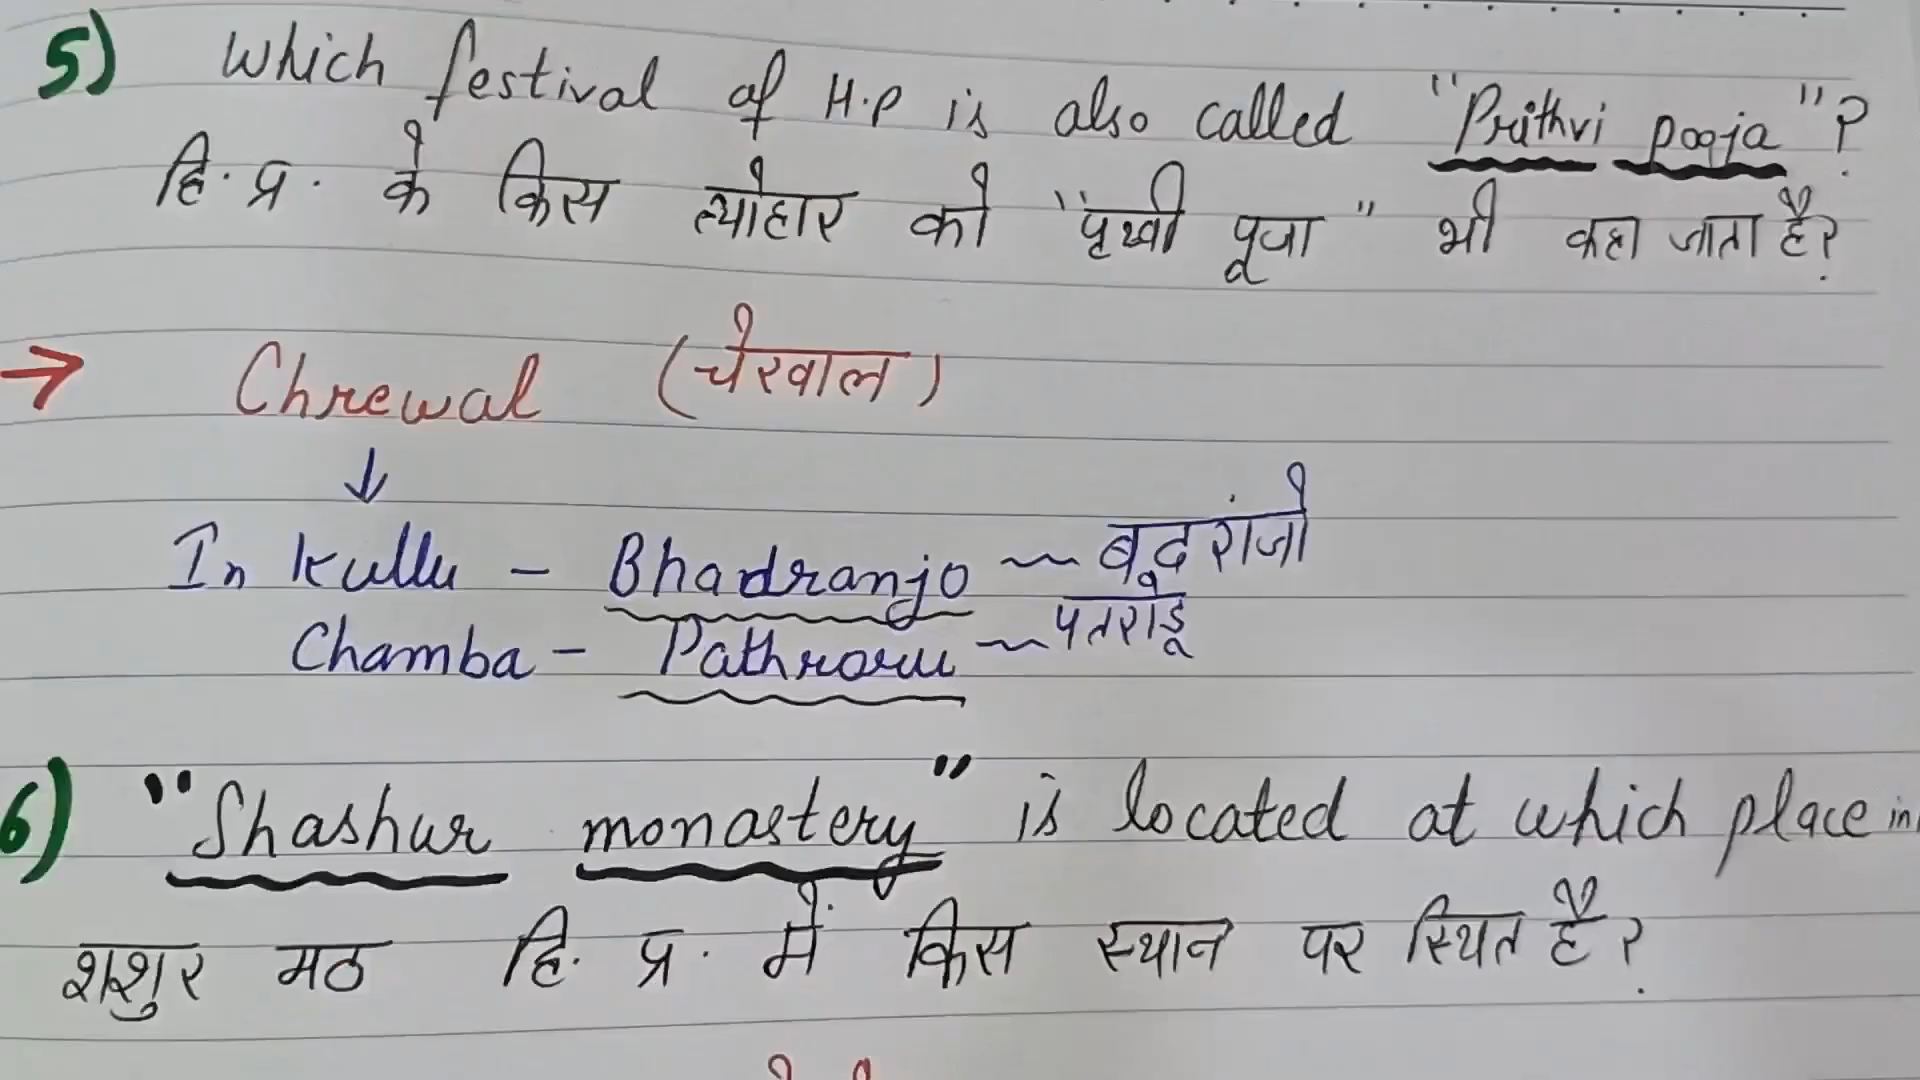 5) Which festival of H.P is also called "Prithvi pooja"?
हि. प्र. के किस त्योहार को "पृथ्वी पूजा" भी कहा जाता है?
→ Chrewal (चेरवाल)
↓
In Kullu - Bhadranjo ~ बुद्रांजो
Chamba - Pathroru ~ पतरोडू
6) "Shashur monastery" is located at which place in
शशुर मठ हि. प्र. में किस स्थान पर स्थित है?